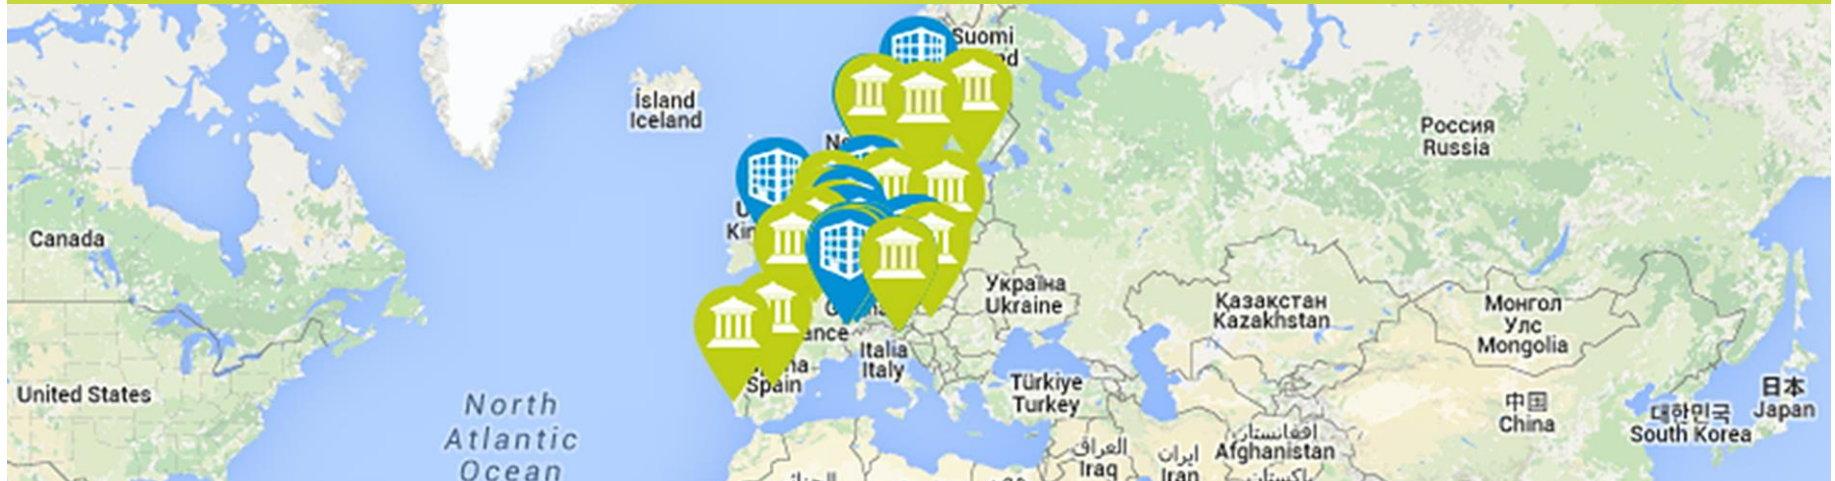 Suomi
Ísland
Iceland
Россия
Russia
Canada
Україна
Ukraine
Қазақстан
Kazakhstan
Монгол
Улс
Mongolia
Italia
Italy
Spain
United States
Türkiye
Turkey
North
Atlantic
Ocean
中国
China
日本
Japan
대한민국
South Korea
افغانستان
Afghanistan
العراق
Iraq
ایران
Iran